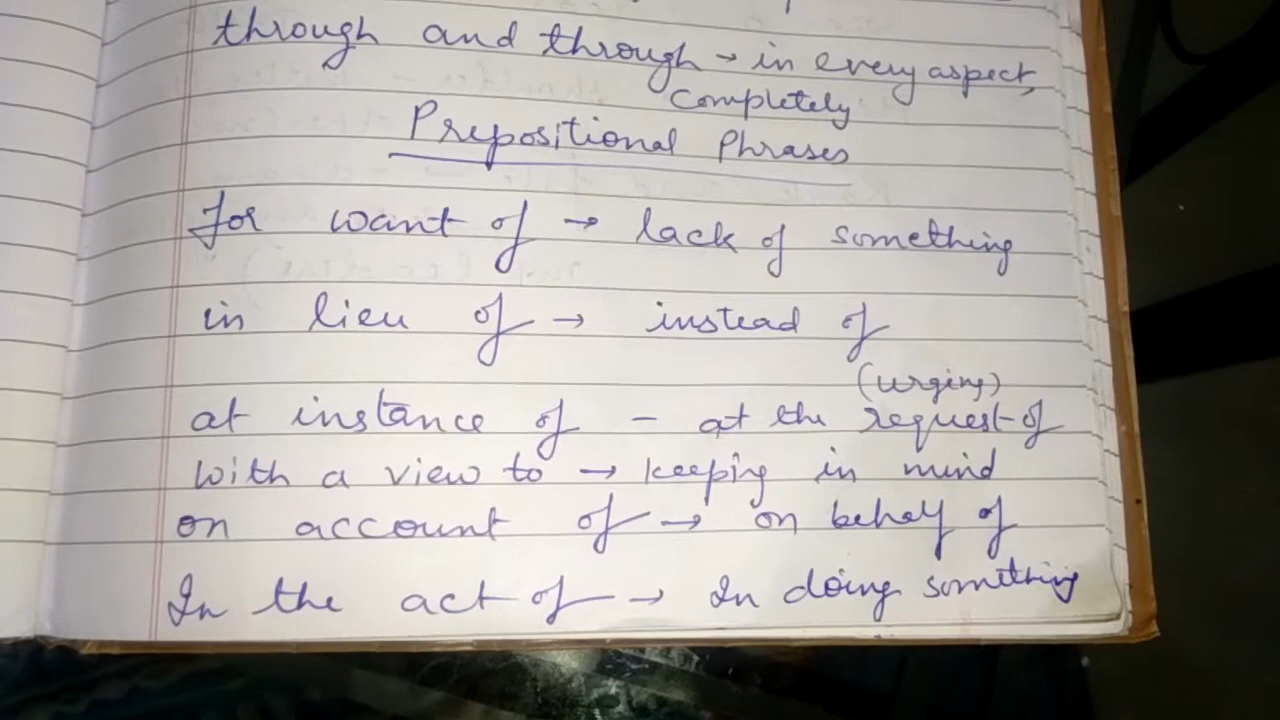 through and through → in every aspect,
completely
Prepositional Phrases
for want of → lack of something
in lieu of → instead of
(urging)
at instance of - at the request of
with a view to → keeping in mind
on account of → on behalf of
In the act of → In doing something